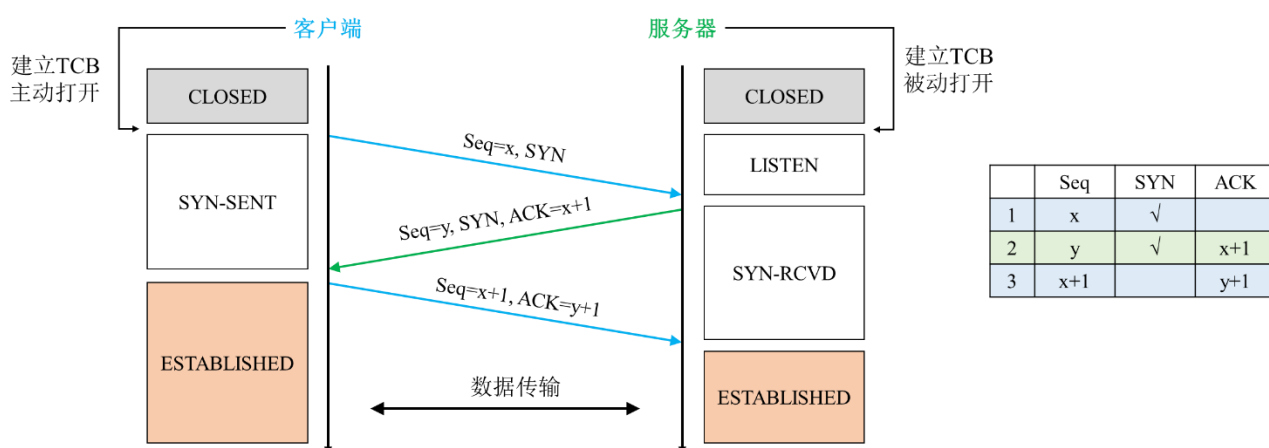 客户端
服务器
建立TCB
主动打开
建立TCB
被动打开
CLOSED
CLOSED
Seq=x, SYN
LISTEN
SYN-SENT
Seq=y, SYN, ACK=x+1
SYN-RCVD
Seq=x+1, ACK=y+1
ESTABLISHED
数据传输
ESTABLISHED
Seq SYN ACK
1 x √
2 y √ x+1
3 x+1 y+1